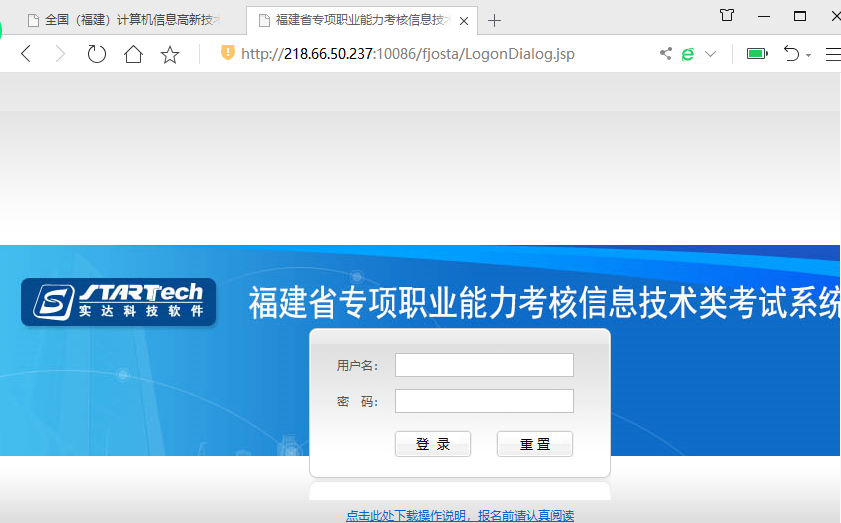 全国（福建）计算机信息高新技术
福建省专项职业能力考核信息技术
http://218.66.50.237:10086/fjosta/LogonDialog.jsp
STARTech
实达科技软件
福建省专项职业能力考核信息技术类考试系统
用户名：
密 码：
登 录
重 置
点击此处下载操作说明，报名前请认真阅读